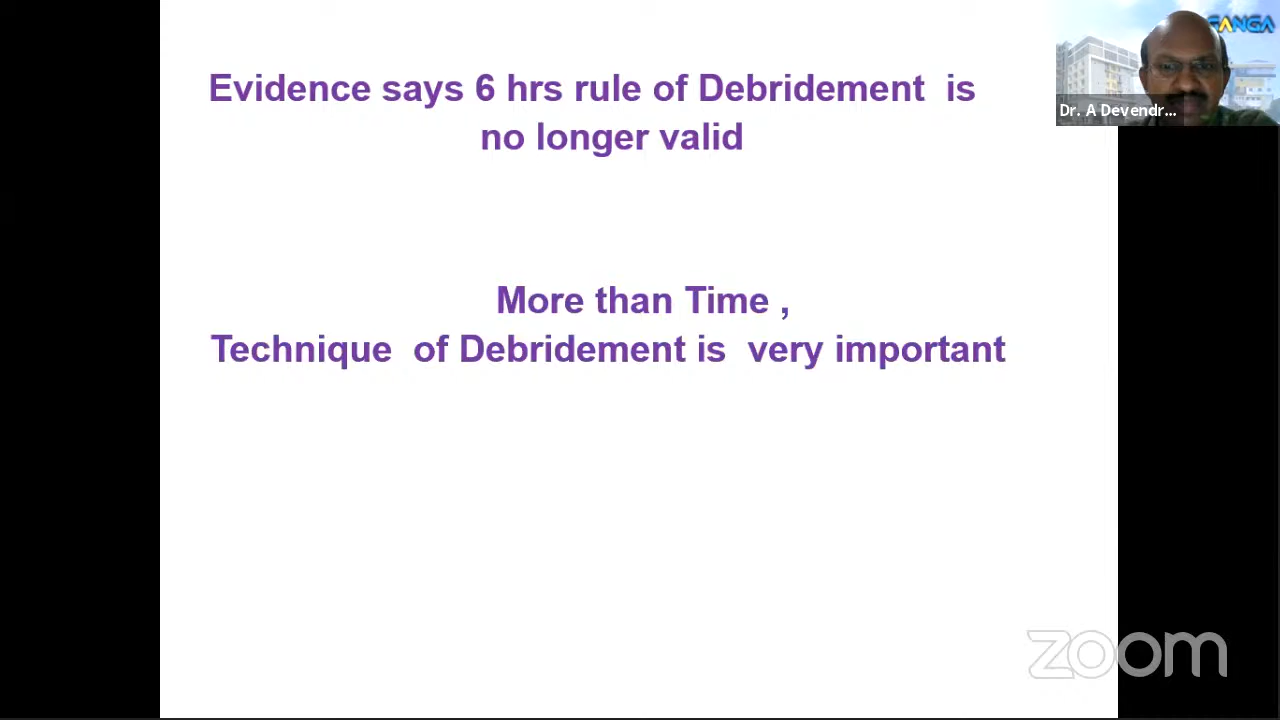 Evidence says 6 hrs rule of Debridement is
no longer valid
More than Time ,
Technique of Debridement is very important
GANGA
Dr. A Devendr...
zoom